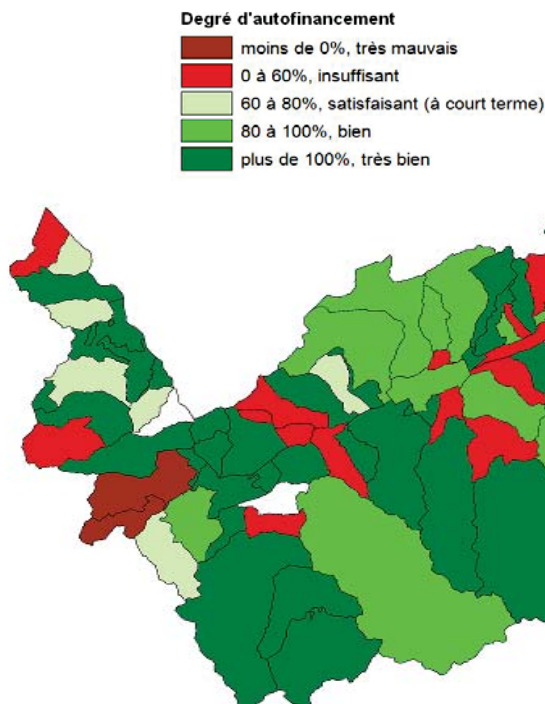 Degré d'autofinancement
moins de 0%, très mauvais
0 à 60%, insuffisant
60 à 80%, satisfaisant (à court terme)
80 à 100%, bien
plus de 100%, très bien